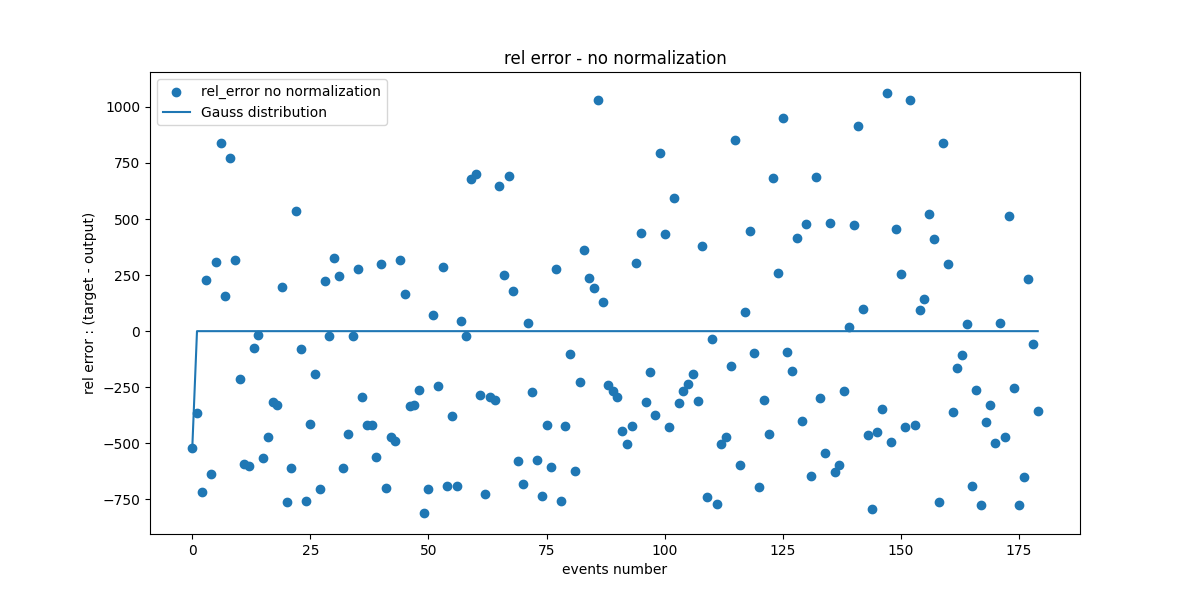 rel error - no normalization
rel_error no normalization
Gauss distribution
rel error : (target - output)
1000
750
500
250
0
−250
−500
−750
0 25 50 75 100 125 150 175
events number